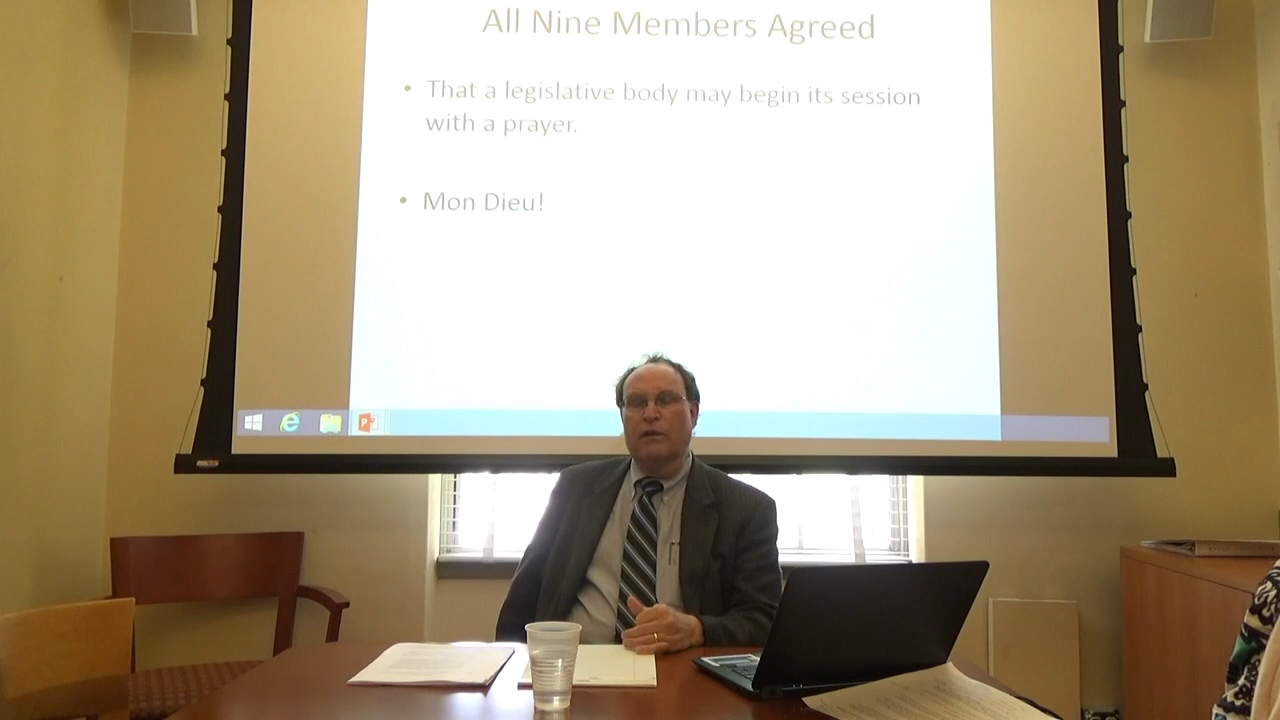 All Nine Members Agreed
• That a legislative body may begin its session
with a prayer.
• Mon Dieu!